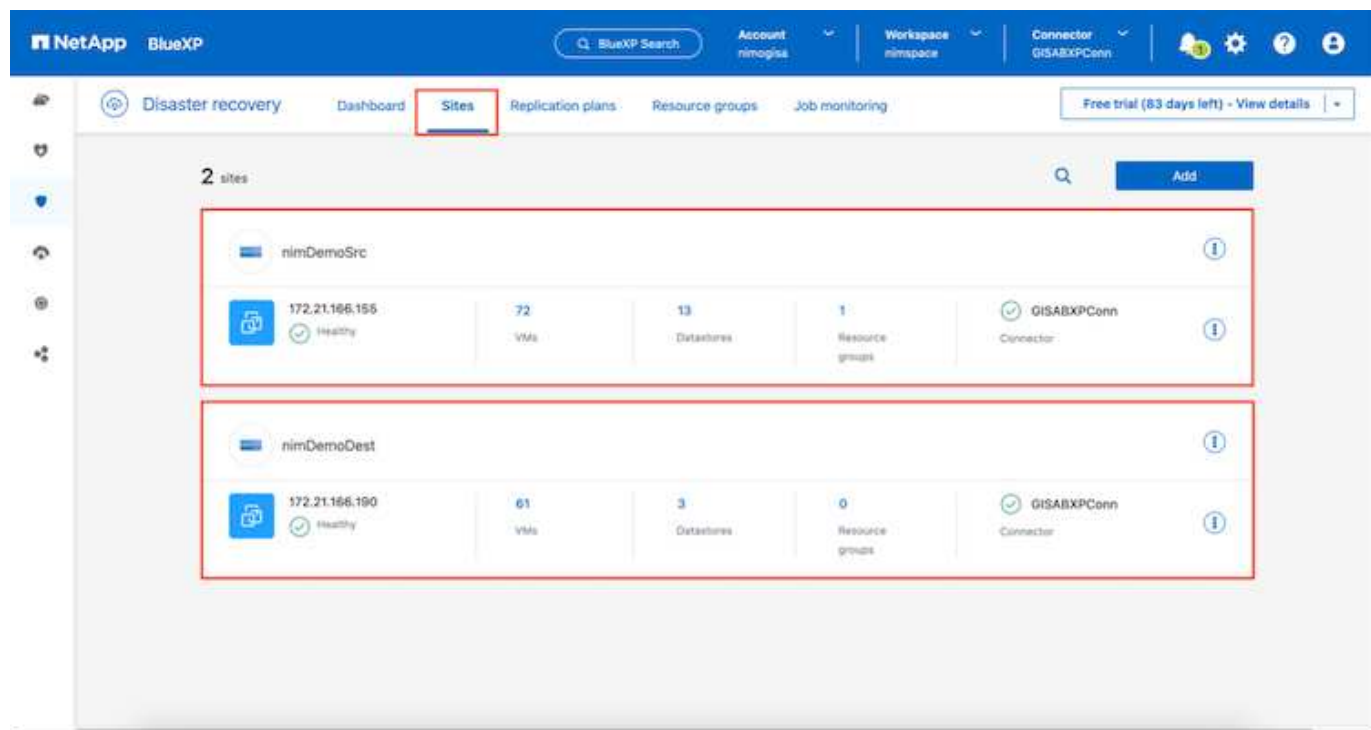 NetApp BlueXP
BlueXP Search
Account
nimogisa
Workspace
nimspace
Connector
GISABXPConn
1
Disaster recovery
Dashboard
Sites
Replication plans
Resource groups
Job monitoring
Free trial (83 days left) - View details
2 sites
Add
nimDemoSrc
172.21.166.155
Healthy
72
VMs
13
Datastores
1
Resource
groups
GISABXPConn
Connector
nimDemoDest
172.21.166.190
Healthy
61
VMs
3
Datastores
0
Resource
groups
GISABXPConn
Connector